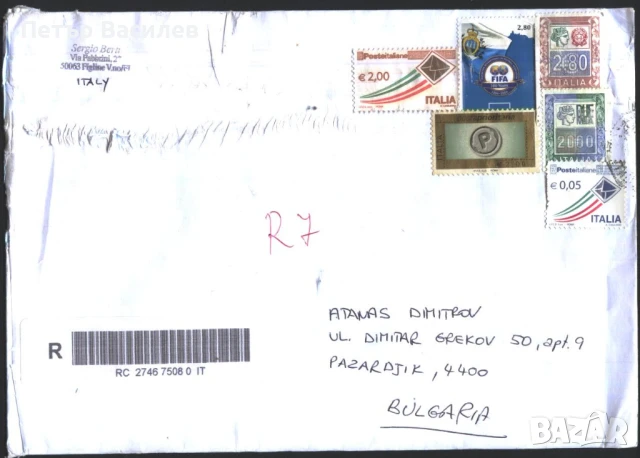 Петър Василев
Sergio Bera
Via Pabbrini, 2
50063 Figline V.no/FI
ITALY
Posteitaliane
€ 2,00
ITALIA
2.80
FIFA
2.80
ITALIA
P
2000
Posteitaliane
€ 0,05
ITALIA
R 7
ATANAS DIMITROV
UL. DIMITAR GREKOV 50, apt. 9
PAZARDJIK, 4400
BULGARIA
R
RC 2746 7508 0 IT
BAZAR